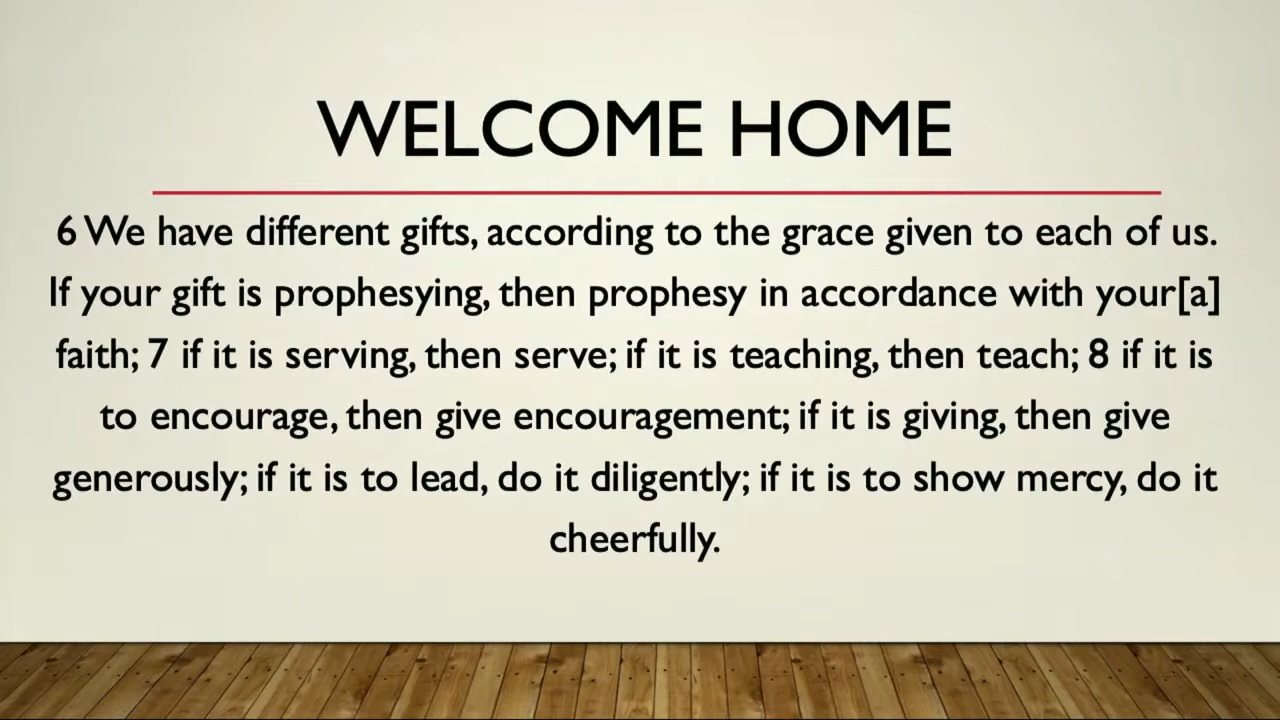 WELCOME HOME
6 We have different gifts, according to the grace given to each of us.
If your gift is prophesying, then prophesy in accordance with your[a]
faith; 7 if it is serving, then serve; if it is teaching, then teach; 8 if it is
to encourage, then give encouragement; if it is giving, then give
generously; if it is to lead, do it diligently; if it is to show mercy, do it
cheerfully.